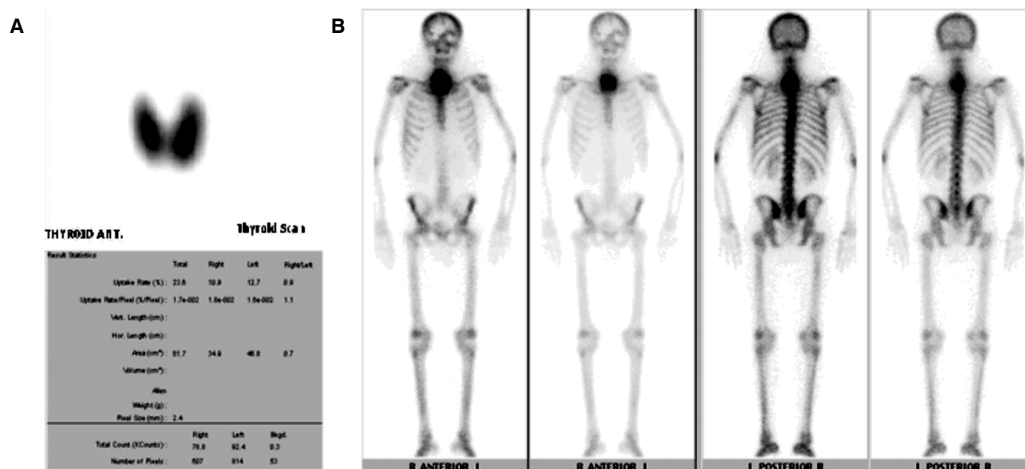 A
B
THYROID ANT.
Thyroid Scan
Result Statistics
Total Right Left Right/Left
Uptake Rate (%) : 23.6 10.9 12.7 0.9
Uptake Rate/Pixel (%/Pixel) : 1.7e-002 1.8e-002 1.6e-002 1.1
Vert. Length (cm) :
Hor. Length (cm) :
Area (cm²) : 81.7 34.9 46.8 0.7
Volume (cm³) :
Allen
Weight (g) :
Pixel Size (mm) : 2.4
Right Left Bkgd.
Total Count (KCounts) : 78.8 92.4 0.3
Number of Pixels : 607 814 53
R ANTERIOR L
R ANTERIOR L
L POSTERIOR R
L POSTERIOR R